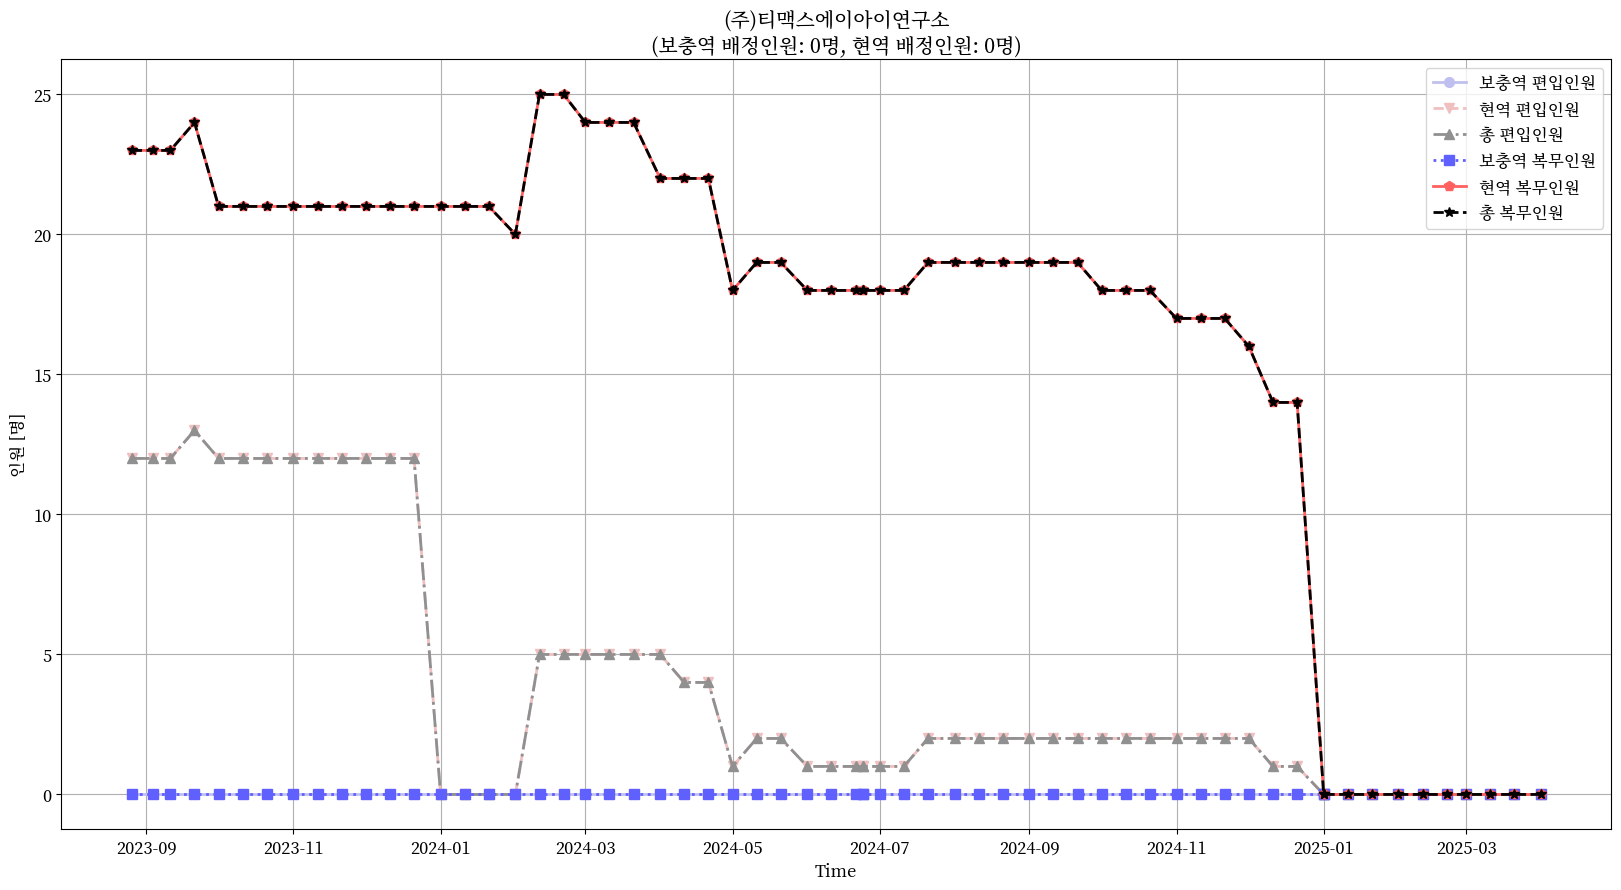 (주)티맥스에이아이연구소
(보충역 배정인원: 0명, 현역 배정인원: 0명)
보충역 편입인원
현역 편입인원
총 편입인원
보충역 복무인원
현역 복무인원
총 복무인원
인원 [명]
25
20
15
10
5
0
2023-09
2023-11
2024-01
2024-03
2024-05
2024-07
2024-09
2024-11
2025-01
2025-03
Time